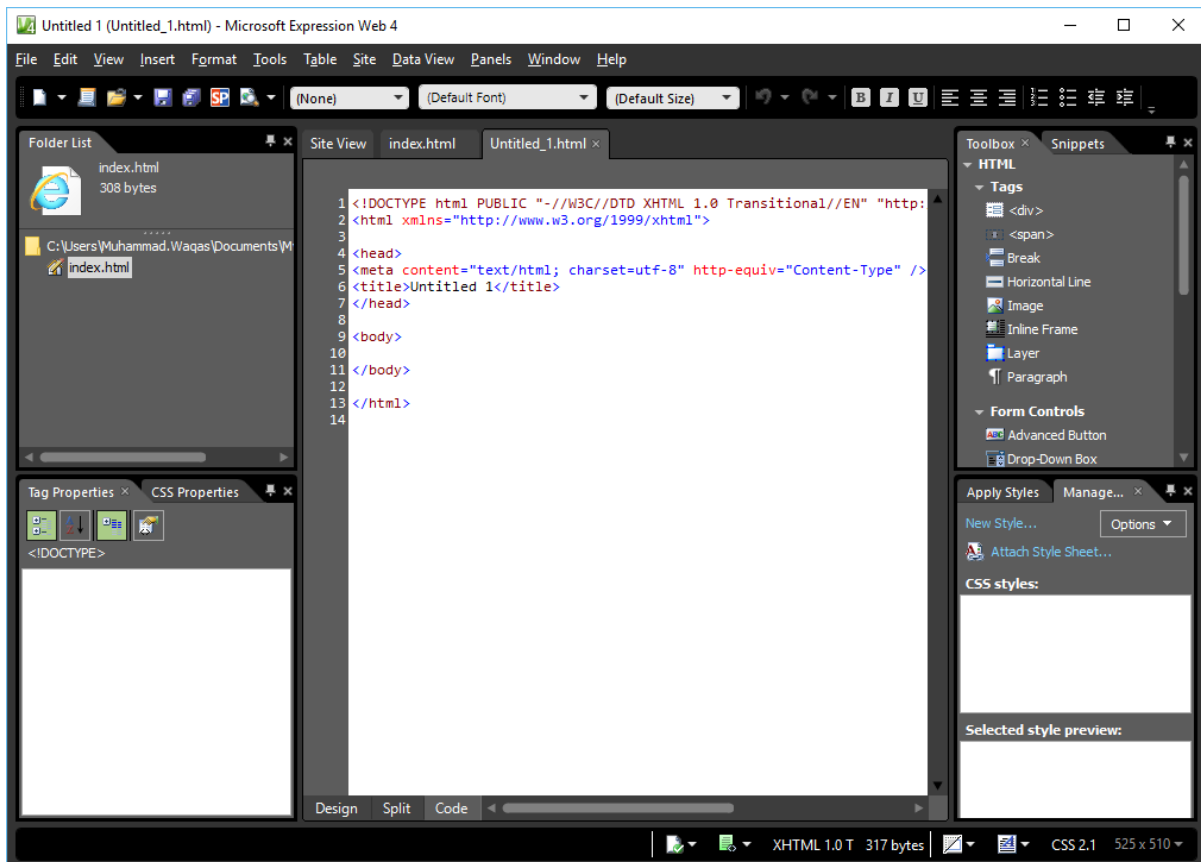 Untitled 1 (Untitled_1.html) - Microsoft Expression Web 4
File Edit View Insert Format Tools Table Site Data View Panels Window Help
(None) (Default Font) (Default Size) B I U
Folder List
index.html
308 bytes
C:\Users\Muhammad.Waqas\Documents\M
index.html
Tag Properties CSS Properties
<!DOCTYPE>
Site View index.html Untitled_1.html
1 <!DOCTYPE html PUBLIC "-//W3C//DTD XHTML 1.0 Transitional//EN" "http:
2 <html xmlns="http://www.w3.org/1999/xhtml">
3
4 <head>
5 <meta content="text/html; charset=utf-8" http-equiv="Content-Type" />
6 <title>Untitled 1</title>
7 </head>
8
9 <body>
10
11 </body>
12
13 </html>
14
Design Split Code
Toolbox Snippets
HTML
Tags
<div>
<span>
Break
Horizontal Line
Image
Inline Frame
Layer
Paragraph
Form Controls
Advanced Button
Drop-Down Box
Apply Styles Manage...
New Style... Options
Attach Style Sheet...
CSS styles:
Selected style preview:
XHTML 1.0 T 317 bytes CSS 2.1 525 x 510